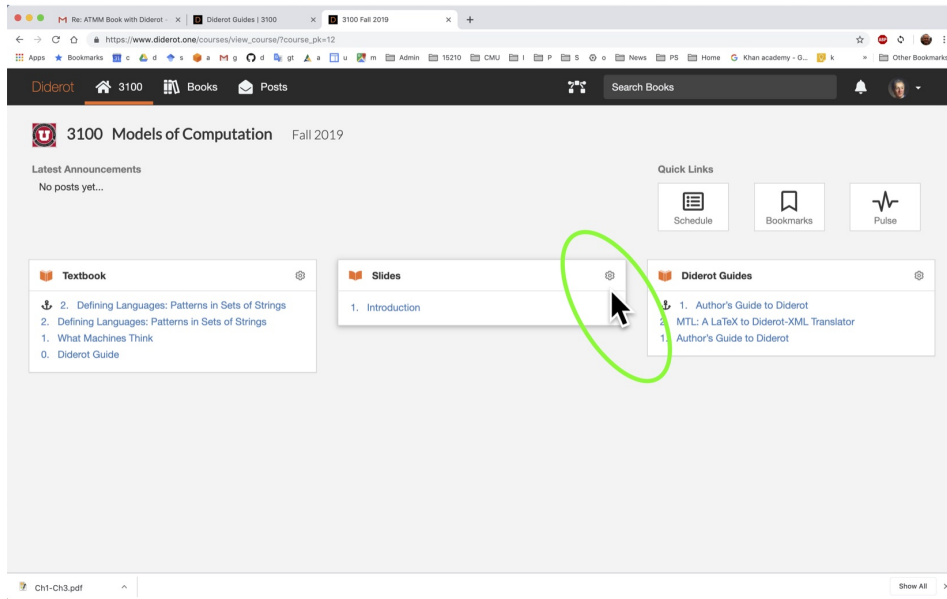 Re: ATMM Book with Diderot -
Diderot Guides | 3100
3100 Fall 2019
https://www.diderot.one/courses/view_course/?course_pk=12
Apps Bookmarks c d s a g d gt a u m Admin 15210 CMU I P S o News PS Home Khan academy - G... k » Other Bookmarks
Diderot 3100 Books Posts Search Books
3100 Models of Computation Fall 2019
Latest Announcements
No posts yet...
Quick Links
Schedule Bookmarks Pulse
Textbook
2. Defining Languages: Patterns in Sets of Strings
2. Defining Languages: Patterns in Sets of Strings
1. What Machines Think
0. Diderot Guide
Slides
1. Introduction
Diderot Guides
1. Author's Guide to Diderot
2. MTL: A LaTeX to Diderot-XML Translator
1. Author's Guide to Diderot
Ch1-Ch3.pdf
Show All